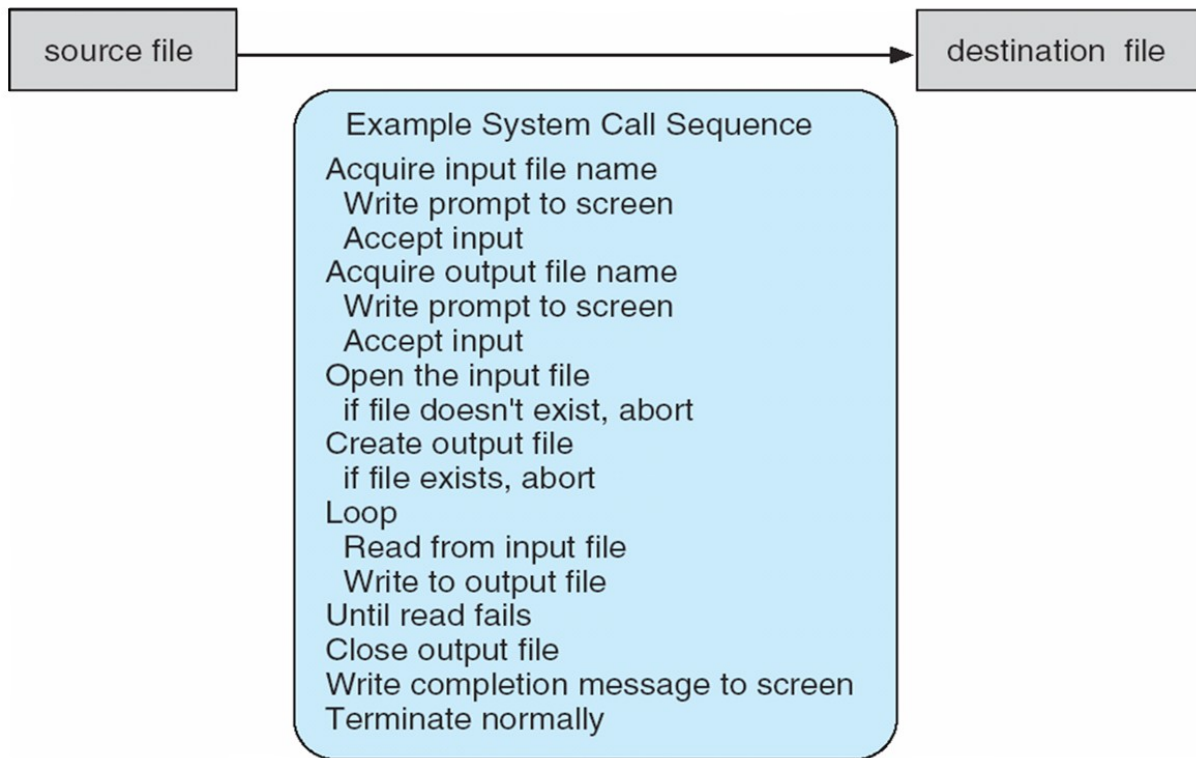 source file
destination file
Example System Call Sequence
Acquire input file name
Write prompt to screen
Accept input
Acquire output file name
Write prompt to screen
Accept input
Open the input file
if file doesn't exist, abort
Create output file
if file exists, abort
Loop
Read from input file
Write to output file
Until read fails
Close output file
Write completion message to screen
Terminate normally